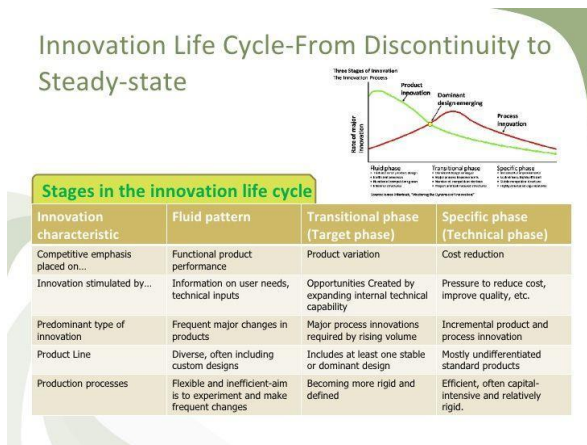 Innovation Life Cycle-From Discontinuity to
Steady-state
Three Stages of Innovation
The Innovation Process
Product
Innovation
Dominant
design emerging
Process
Innovation
Rate of major
Innovation
Fluid phase
Transitional phase
Specific phase
Stages in the innovation life cycle
Innovation
characteristic
Fluid pattern
Transitional phase
(Target phase)
Specific phase
(Technical phase)
Competitive emphasis
placed on…
Functional product
performance
Product variation
Cost reduction
Innovation stimulated by…
Information on user needs,
technical inputs
Opportunities Created by
expanding internal technical
capability
Pressure to reduce cost,
improve quality, etc.
Predominant type of
innovation
Frequent major changes in
products
Major process innovations
required by rising volume
Incremental product and
process innovation
Product Line
Diverse, often including
custom designs
Includes at least one stable
or dominant design
Mostly undifferentiated
standard products
Production processes
Flexible and inefficient-aim
is to experiment and make
frequent changes
Becoming more rigid and
defined
Efficient, often capital-
intensive and relatively
rigid.